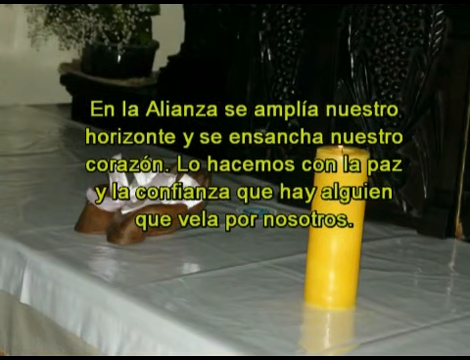 En la Alianza se amplía nuestro
horizonte y se ensancha nuestro
corazón. Lo hacemos con la paz
y la confianza que hay alguien
que vela por nosotros.